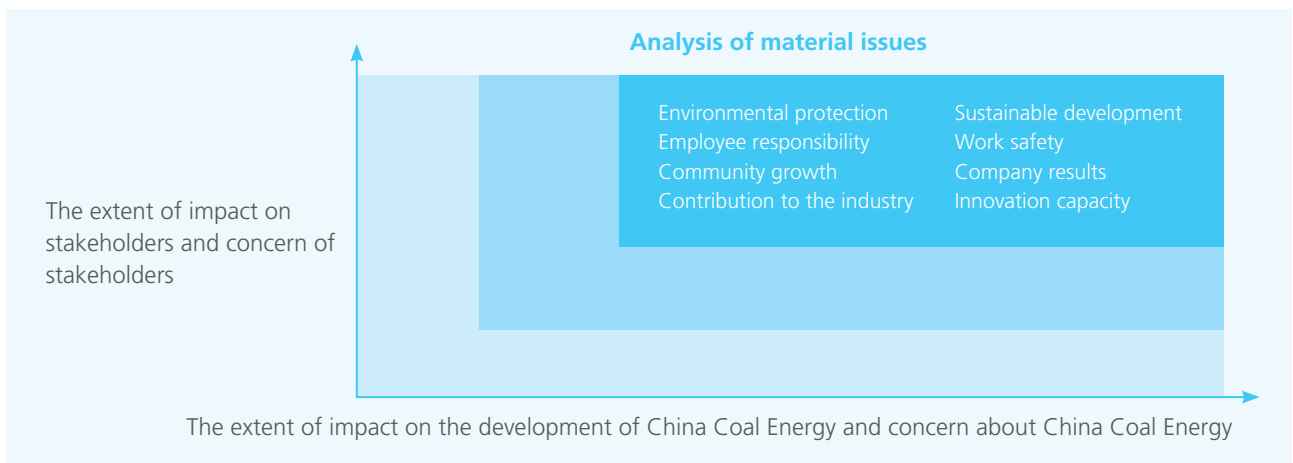 Analysis of material issues
Environmental protection
Employee responsibility
Community growth
Contribution to the industry
Sustainable development
Work safety
Company results
Innovation capacity
The extent of impact on
stakeholders and concern of
stakeholders
The extent of impact on the development of China Coal Energy and concern about China Coal Energy